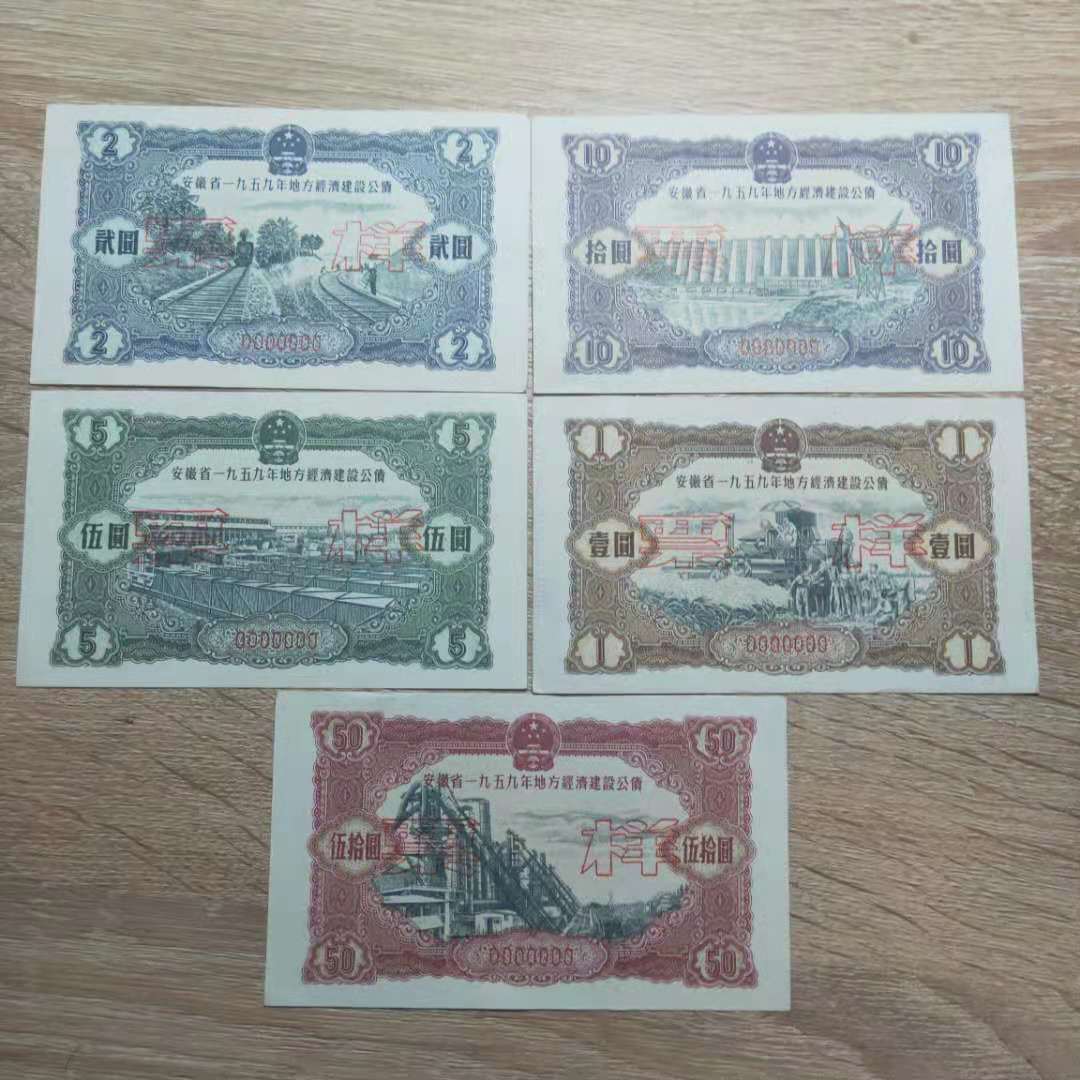 2 2
安徽省一九五九年地方經濟建設公債
貳圓 票樣 貳圓
2 0000000 2
10 10
安徽省一九五九年地方經濟建設公債
拾圓 票樣 拾圓
10 0000000 10
5 5
安徽省一九五九年地方經濟建設公債
伍圓 票樣 伍圓
5 0000000 5
1 1
安徽省一九五九年地方經濟建設公債
壹圓 票樣 壹圓
1 0000000 1
50 50
安徽省一九五九年地方經濟建設公債
伍拾圓 票樣 伍拾圓
50 0000000 50